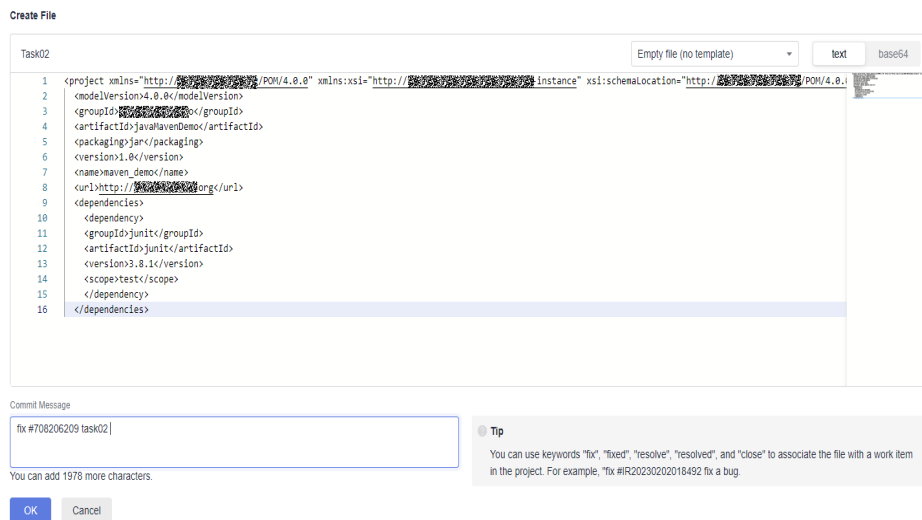 Create File
Task02
Empty file (no template)
text
base64
1 <project xmlns="http:// /POM/4.0.0" xmlns:xsi="http:// -instance" xsi:schemaLocation="http:/ /POM/4.0.
2 <modelVersion>4.0.0</modelVersion>
3 <groupId> o</groupId>
4 <artifactId>javaMavenDemo</artifactId>
5 <packaging>jar</packaging>
6 <version>1.0</version>
7 <name>maven_demo</name>
8 <url>http:// org</url>
9 <dependencies>
10 <dependency>
11 <groupId>junit</groupId>
12 <artifactId>junit</artifactId>
13 <version>3.8.1</version>
14 <scope>test</scope>
15 </dependency>
16 </dependencies>
Commit Message
fix #708206209 task02
You can add 1978 more characters.
Tip
You can use keywords "fix", "fixed", "resolve", "resolved", and "close" to associate the file with a work item
in the project. For example, "fix #IR20230202018492 fix a bug.
OK
Cancel